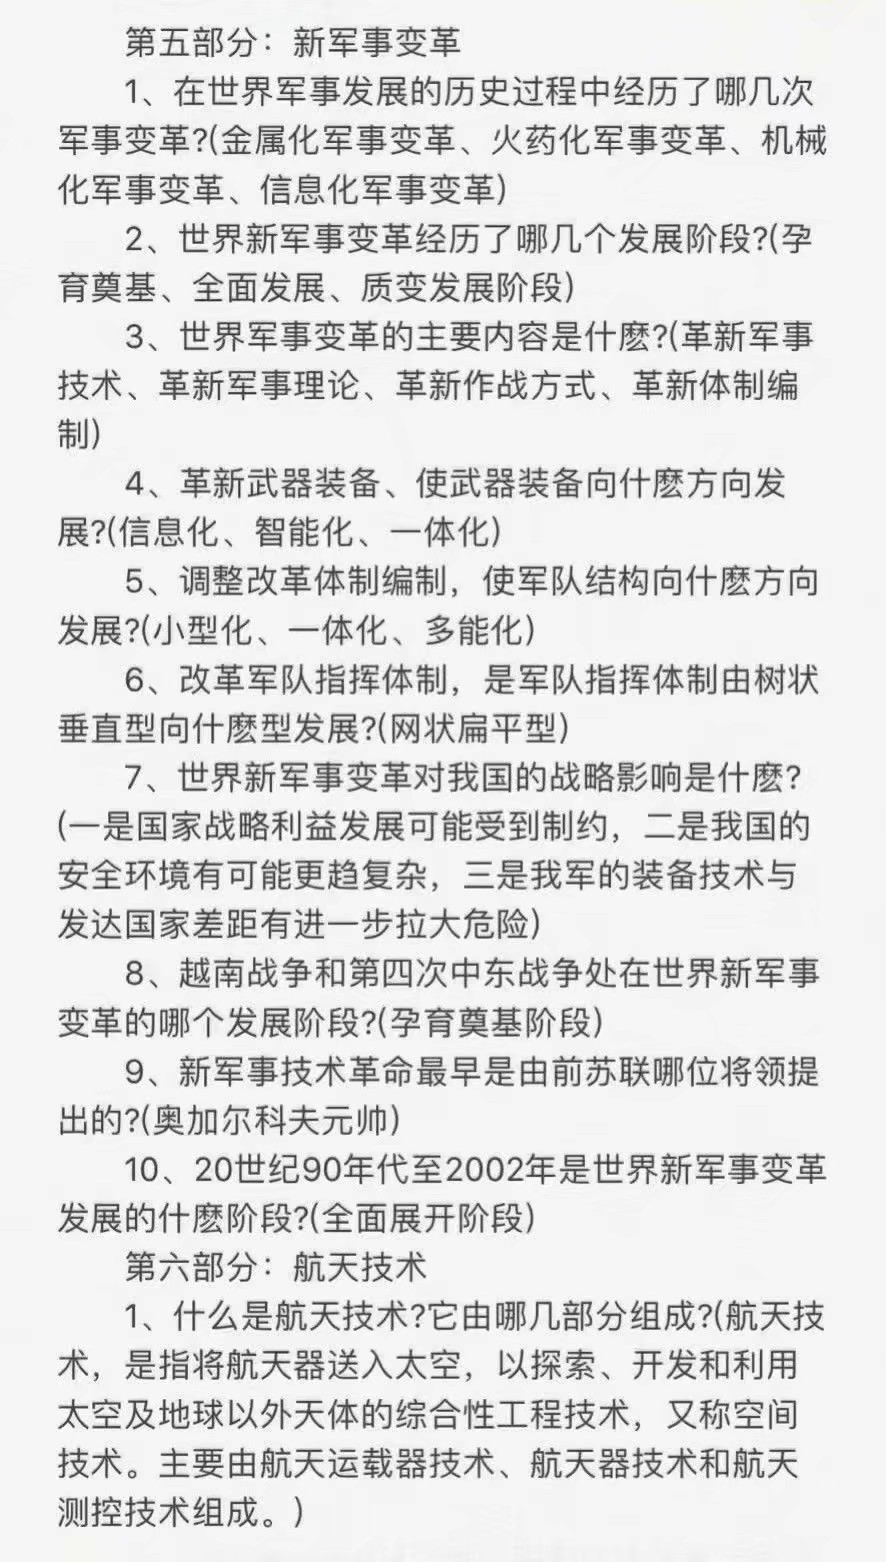 第五部分：新军事变革
1、在世界军事发展的历史过程中经历了哪几次
军事变革?(金属化军事变革、火药化军事变革、机械
化军事变革、信息化军事变革)
2、世界新军事变革经历了哪几个发展阶段?(孕
育奠基、全面发展、质变发展阶段)
3、世界军事变革的主要内容是什麽?(革新军事
技术、革新军事理论、革新作战方式、革新体制编
制)
4、革新武器装备、使武器装备向什麽方向发
展?(信息化、智能化、一体化)
5、调整改革体制编制，使军队结构向什麽方向
发展?(小型化、一体化、多能化)
6、改革军队指挥体制，是军队指挥体制由树状
垂直型向什麽型发展?(网状扁平型)
7、世界新军事变革对我国的战略影响是什麽?
(一是国家战略利益发展可能受到制约，二是我国的
安全环境有可能更趋复杂，三是我军的装备技术与
发达国家差距有进一步拉大危险)
8、越南战争和第四次中东战争处在世界新军事
变革的哪个发展阶段?(孕育奠基阶段)
9、新军事技术革命最早是由前苏联哪位将领提
出的?(奥加尔科夫元帅)
10、20世纪90年代至2002年是世界新军事变革
发展的什麽阶段?(全面展开阶段)
第六部分：航天技术
1、什么是航天技术?它由哪几部分组成?(航天技
术，是指将航天器送入太空，以探索、开发和利用
太空及地球以外天体的综合性工程技术，又称空间
技术。主要由航天运载器技术、航天器技术和航天
测控技术组成。)